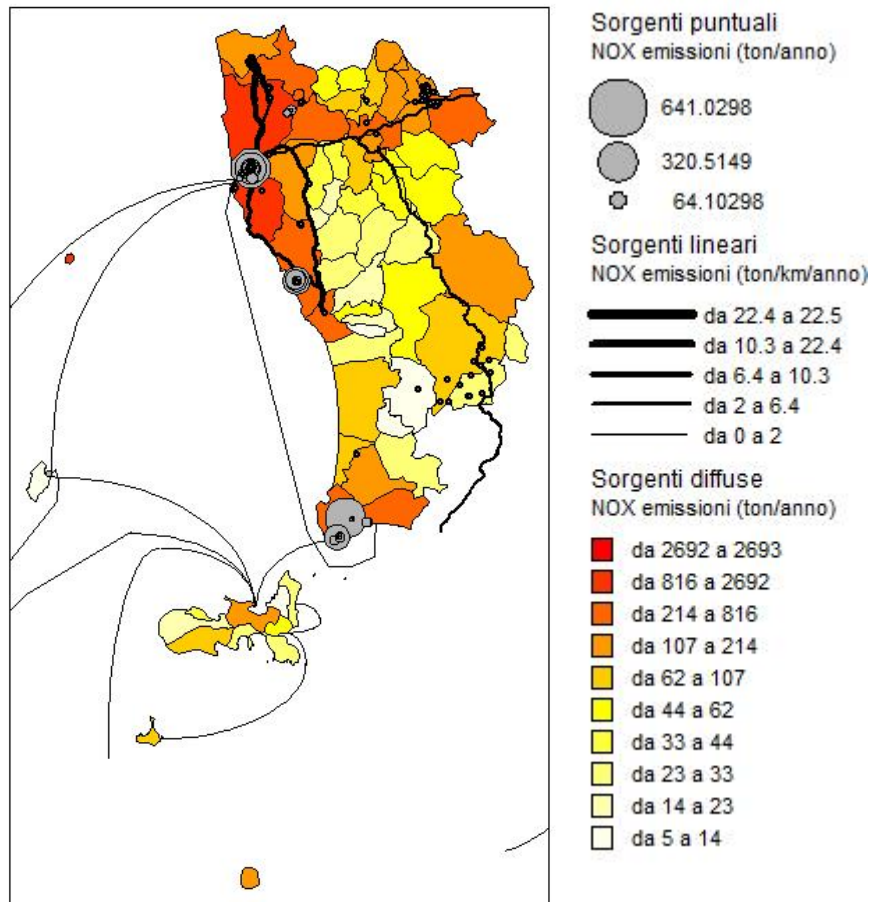 Sorgenti puntuali
NOX emissioni (ton/anno)
641.0298
320.5149
64.10298
Sorgenti lineari
NOX emissioni (ton/km/anno)
da 22.4 a 22.5
da 10.3 a 22.4
da 6.4 a 10.3
da 2 a 6.4
da 0 a 2
Sorgenti diffuse
NOX emissioni (ton/anno)
da 2692 a 2693
da 816 a 2692
da 214 a 816
da 107 a 214
da 62 a 107
da 44 a 62
da 33 a 44
da 23 a 33
da 14 a 23
da 5 a 14